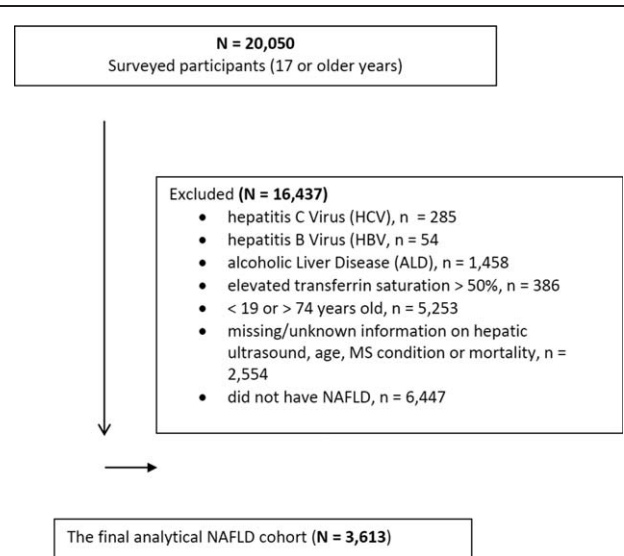 N = 20,050
Surveyed participants (17 or older years)
Excluded (N = 16,437)
• hepatitis C Virus (HCV), n = 285
• hepatitis B Virus (HBV, n = 54
• alcoholic Liver Disease (ALD), n = 1,458
• elevated transferrin saturation > 50%, n = 386
• < 19 or > 74 years old, n = 5,253
• missing/unknown information on hepatic
ultrasound, age, MS condition or mortality, n =
2,554
• did not have NAFLD, n = 6,447
The final analytical NAFLD cohort (N = 3,613)